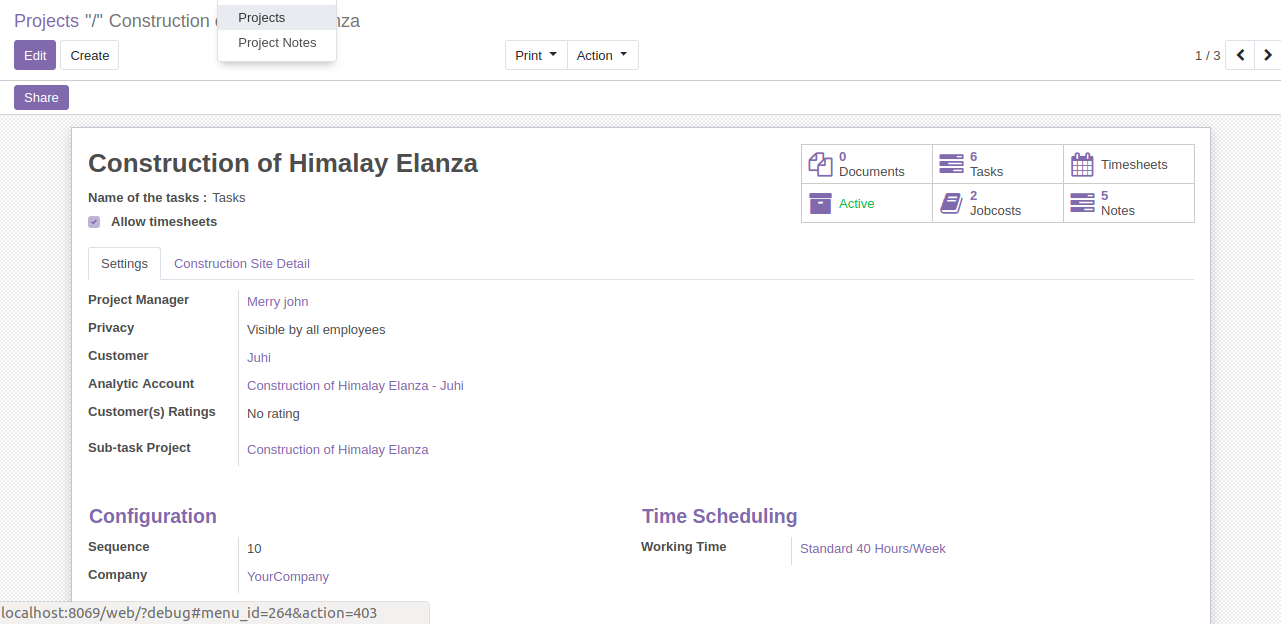 Projects "/" Construction nza
Projects
Project Notes
Edit Create Print Action 1 / 3
Share
Construction of Himalay Elanza
Name of the tasks : Tasks
Allow timesheets
0 Documents
6 Tasks
Timesheets
Active
2 Jobcosts
5 Notes
Settings Construction Site Detail
Project Manager Merry john
Privacy Visible by all employees
Customer Juhi
Analytic Account Construction of Himalay Elanza - Juhi
Customer(s) Ratings No rating
Sub-task Project Construction of Himalay Elanza
Configuration
Sequence 10
Company YourCompany
Time Scheduling
Working Time Standard 40 Hours/Week
localhost:8069/web/?debug#menu_id=264&action=403